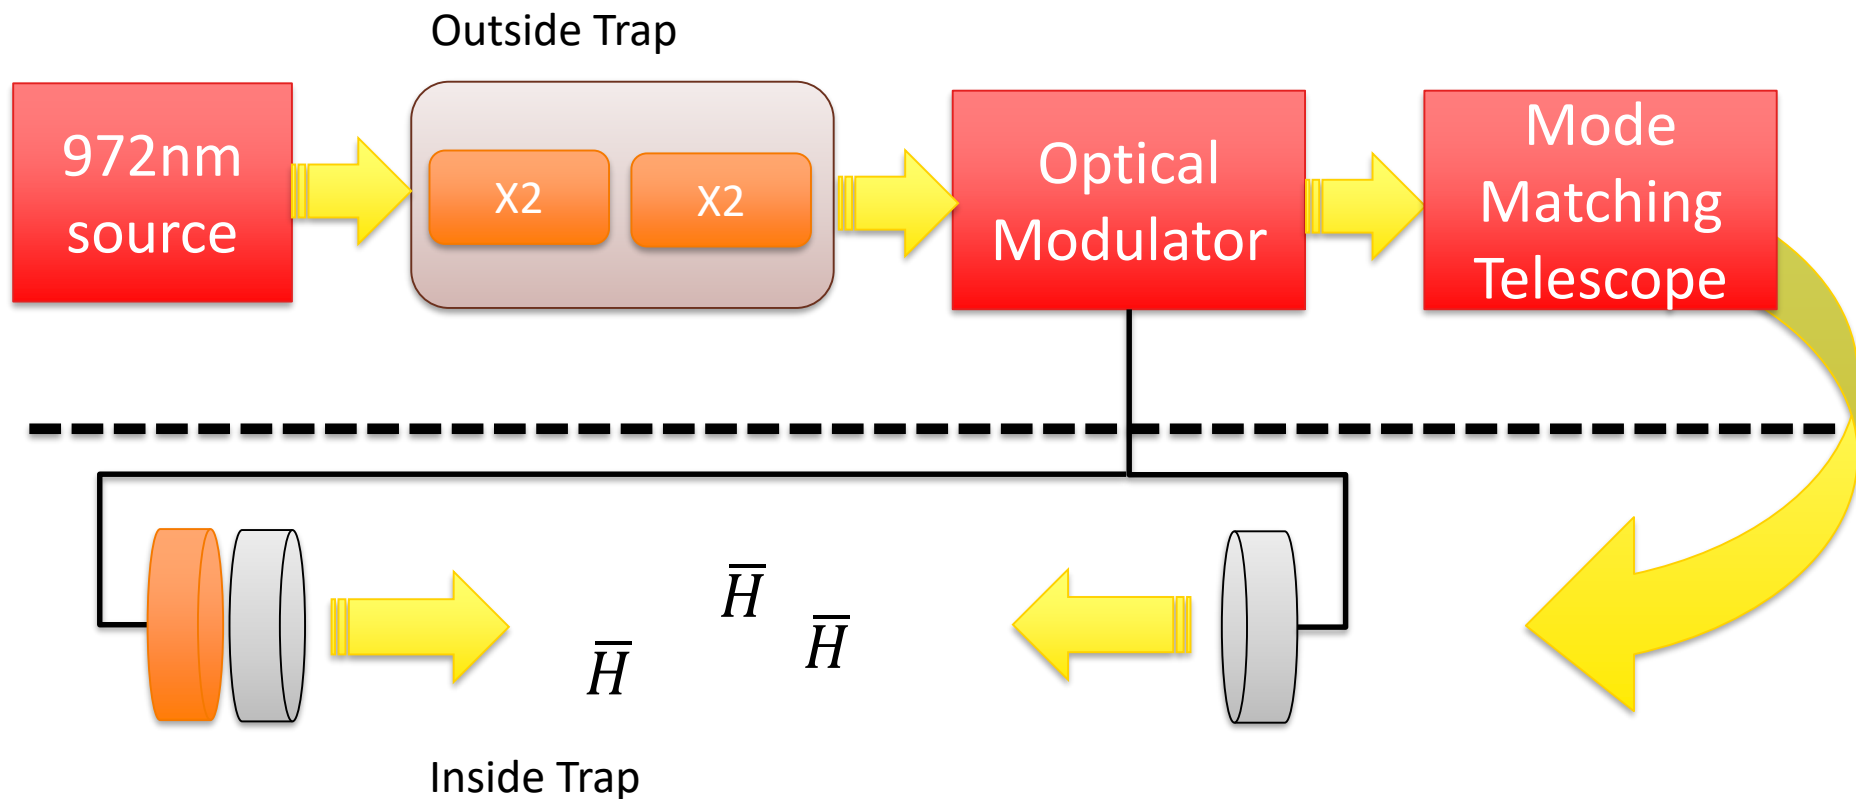 Outside Trap
972nm
source
X2
X2
Optical
Modulator
Mode
Matching
Telescope
H̅
H̅
H̅
Inside Trap